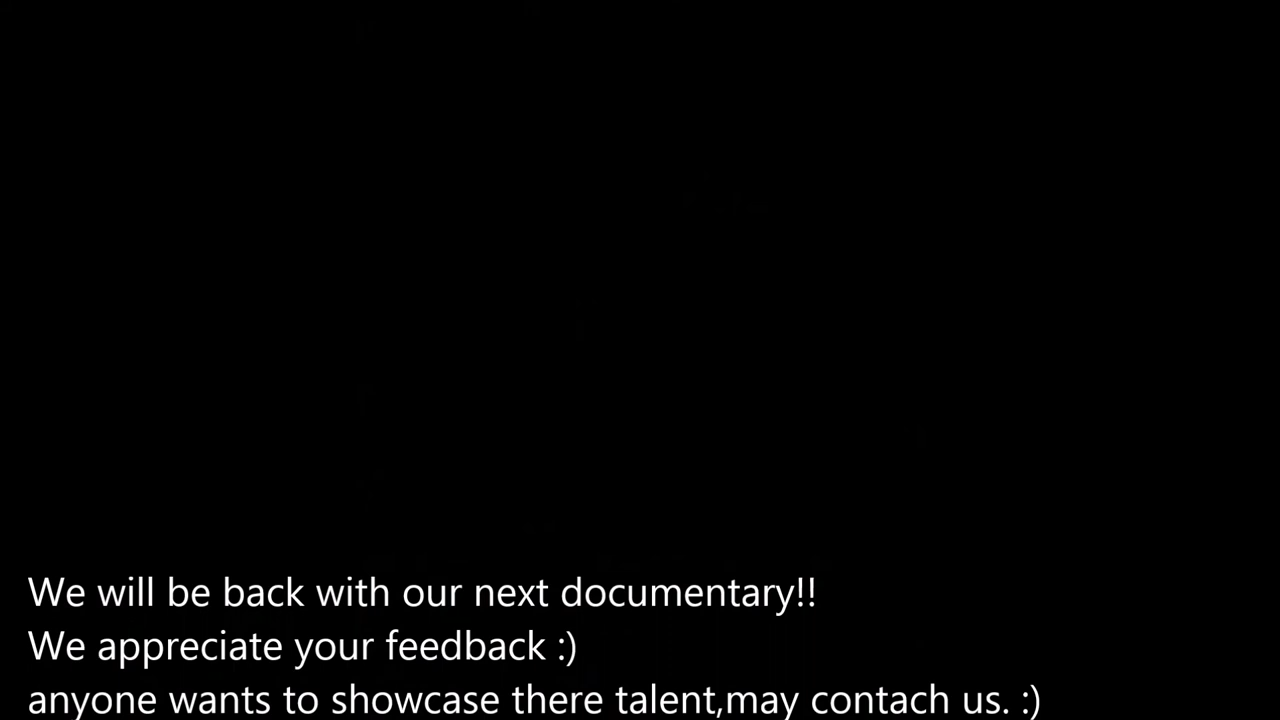 We will be back with our next documentary!!
We appreciate your feedback :)
anyone wants to showcase there talent,may contach us. :)